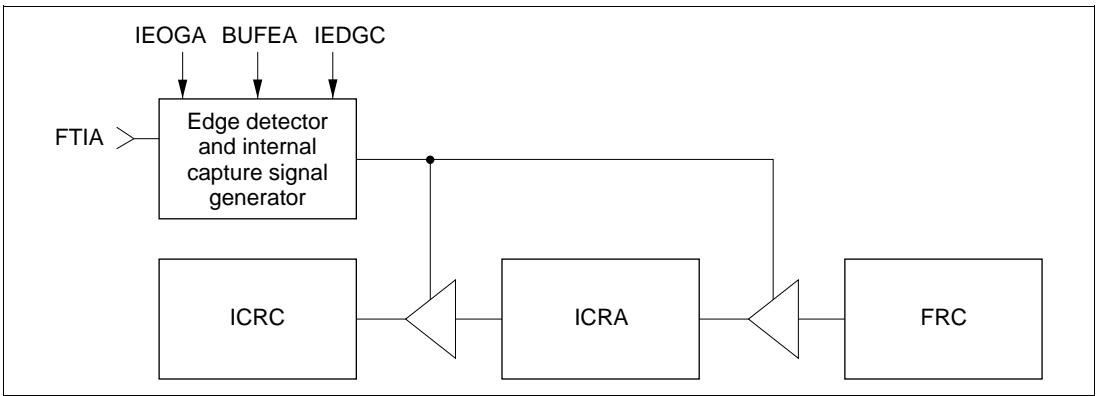 IEOGA BUFEA IEDGC
FTIA
Edge detector
and internal
capture signal
generator
ICRC
ICRA
FRC